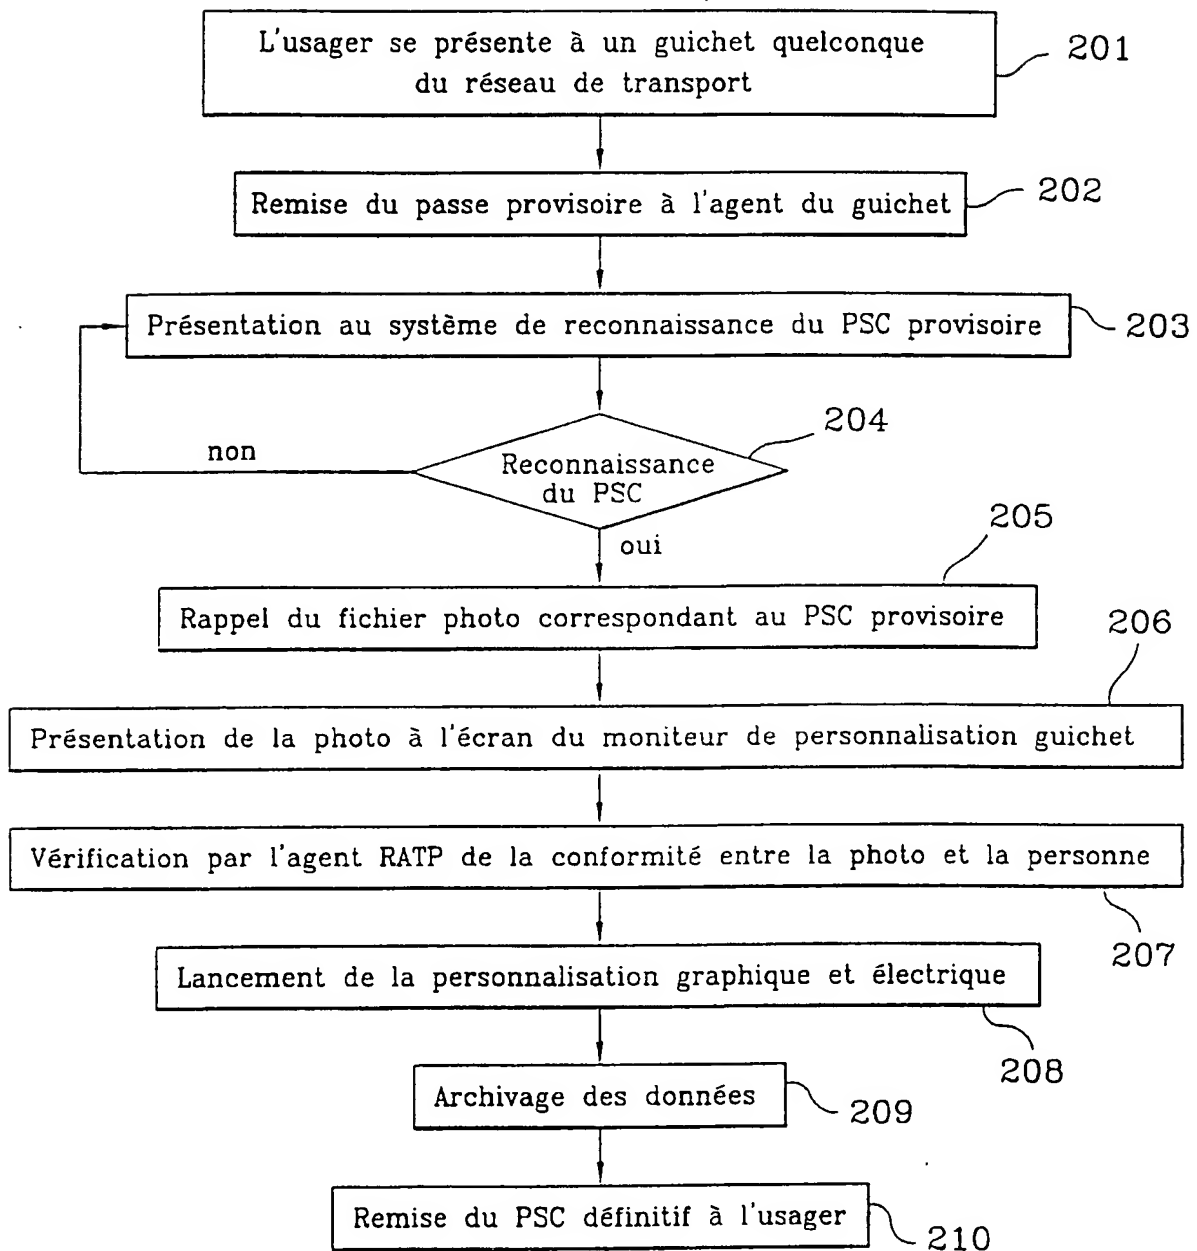 L'usager se présente à un guichet quelconque
du réseau de transport
201
Remise du passe provisoire à l'agent du guichet
202
Présentation au système de reconnaissance du PSC provisoire
203
204
non
Reconnaissance
du PSC
oui
205
Rappel du fichier photo correspondant au PSC provisoire
206
Présentation de la photo à l'écran du moniteur de personnalisation guichet
Vérification par l'agent RATP de la conformité entre la photo et la personne
207
Lancement de la personnalisation graphique et électrique
208
Archivage des données
209
Remise du PSC définitif à l'usager
210